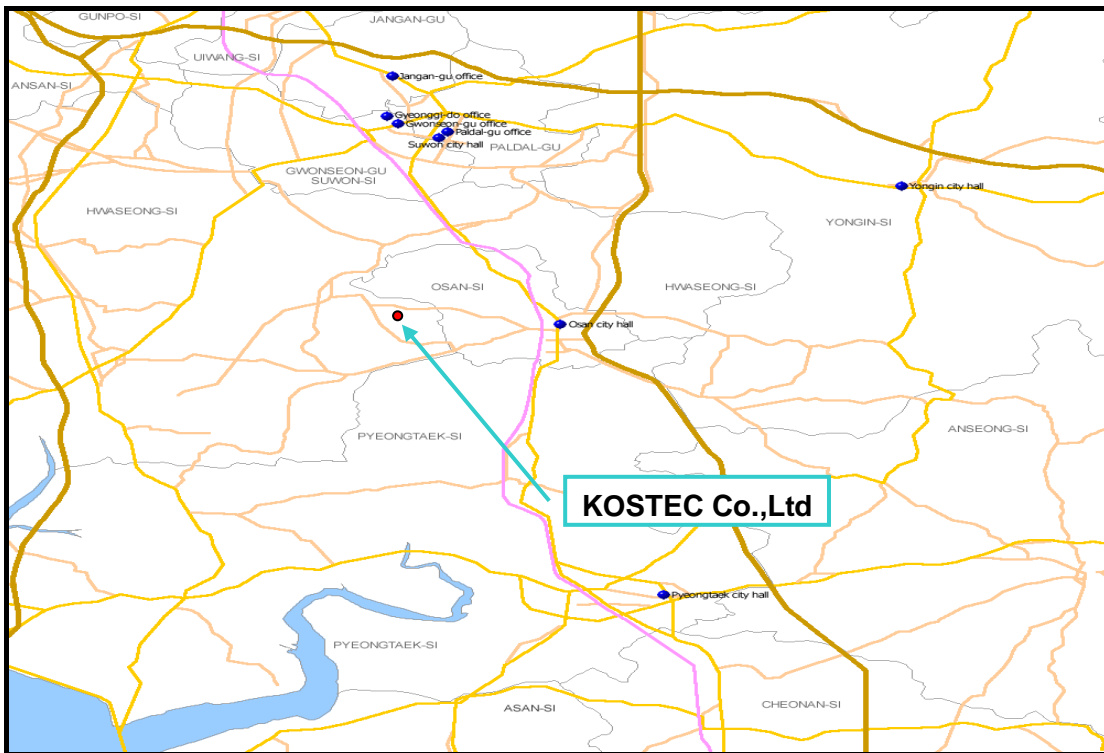 GUNPO-SI
JANGAN-GU
UIWANG-SI
ANSAN-SI
Jangan-gu office
Gyeonggi-do office
Gwonseon-gu office
Paldal-gu office
Suwon city hall
PALDAL-GU
GWONSEON-GU
SUWON-SI
Yongin city hall
HWASEONG-SI
YONGIN-SI
OSAN-SI
HWASEONG-SI
Osan city hall
PYEONGTAEK-SI
ANSEONG-SI
KOSTEC Co.,Ltd
Pyeongtaek city hall
PYEONGTAEK-SI
ASAN-SI
CHEONAN-SI